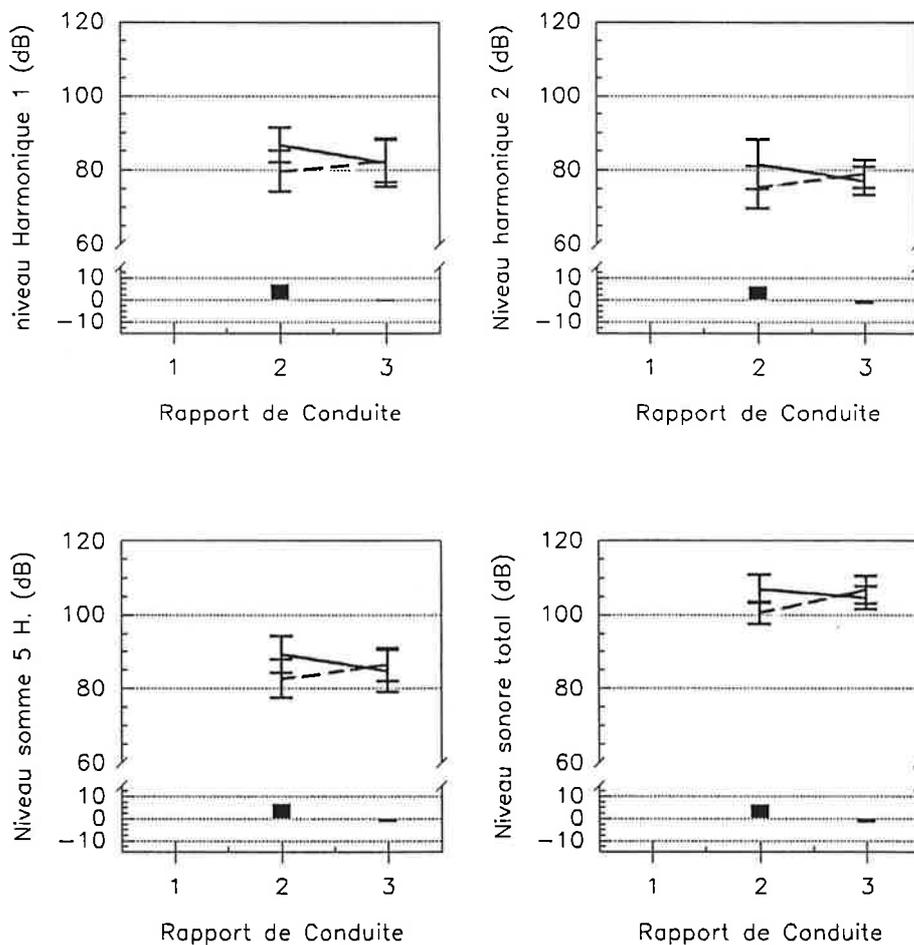 niveau Harmonique 1 (dB)
120
100
80
60
10
0
−10
1 2 3
Rapport de Conduite
Niveau harmonique 2 (dB)
120
100
80
60
10
0
−10
1 2 3
Rapport de Conduite
Niveau somme 5 H. (dB)
120
100
80
60
10
0
−10
1 2 3
Rapport de Conduite
Niveau sonore total (dB)
120
100
80
60
10
0
−10
1 2 3
Rapport de Conduite